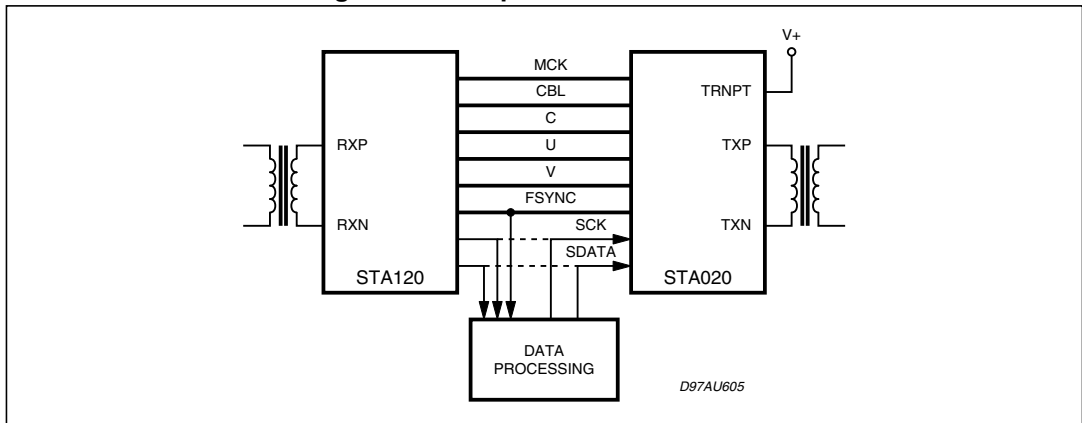 V+
MCK
CBL
TRNPT
C
RXP
U
TXP
V
FSYNC
RXN
SCK
TXN
SDATA
STA120
STA020
DATA
PROCESSING
D97AU605